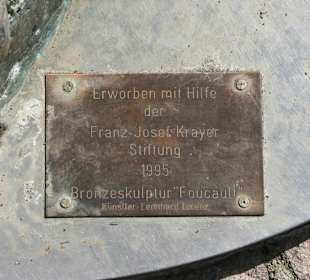 Erworben mit Hilfe
der
Franz-Josef Krayer
Stiftung
1995
Bronzeskulptur "Foucault"
Künstler: